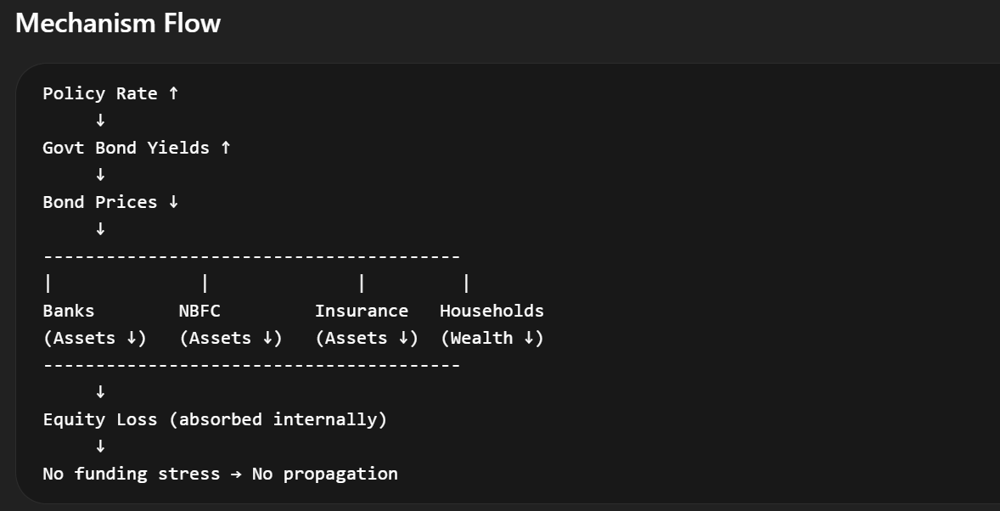 Mechanism Flow
Policy Rate ↑
↓
Govt Bond Yields ↑
↓
Bond Prices ↓
↓
----------------------------------------
|               |               |          |
Banks        NBFC         Insurance   Households
(Assets ↓)   (Assets ↓)   (Assets ↓)  (Wealth ↓)
----------------------------------------
↓
Equity Loss (absorbed internally)
↓
No funding stress → No propagation